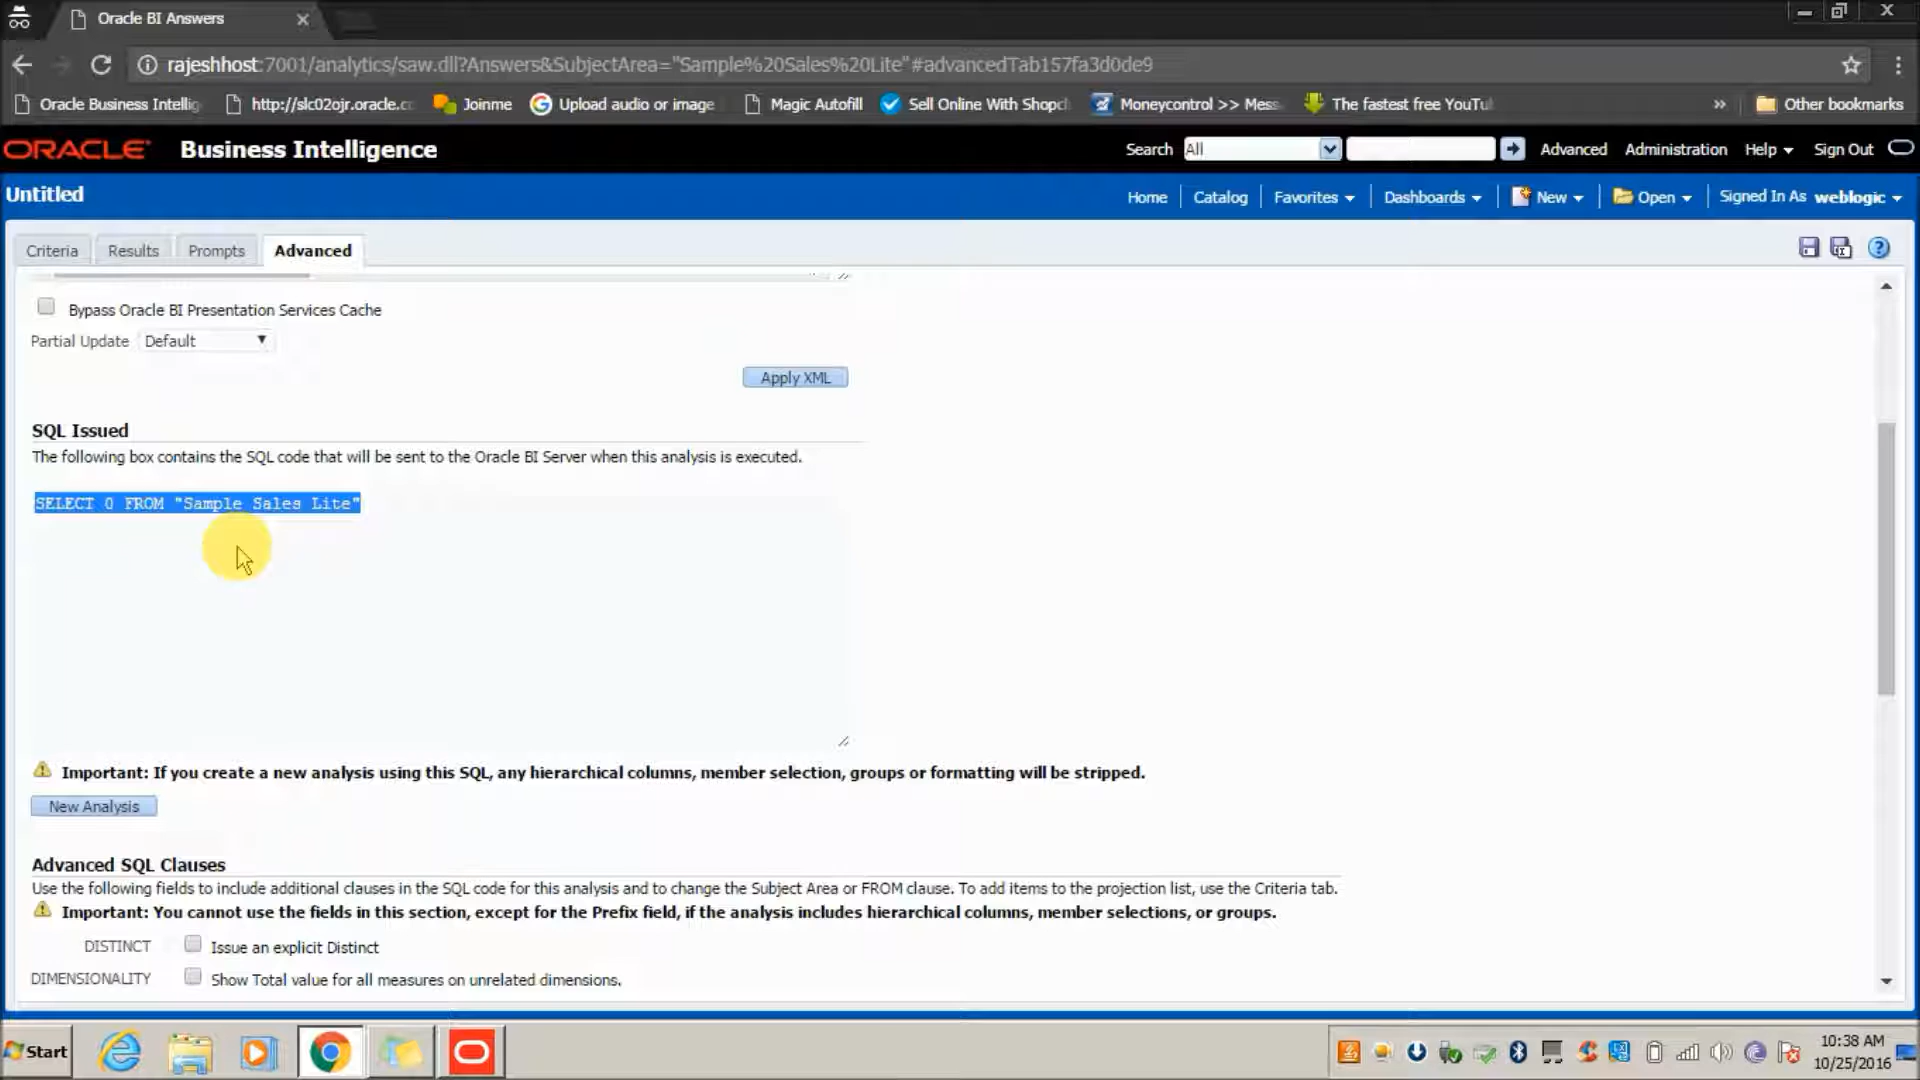 Oracle BI Answers
rajeshhost:7001/analytics/saw.dll?Answers&SubjectArea="Sample%20Sales%20Lite"#advancedTab157fa3d0de9
Oracle Business Intellig
http://slc02ojr.oracle.c
Joinme
Upload audio or image
Magic Autofill
Sell Online With Shopc
Moneycontrol >> Mess
The fastest free YouTu
»
Other bookmarks
ORACLE Business Intelligence
Search All
Advanced
Administration
Help
Sign Out
Untitled
Home
Catalog
Favorites
Dashboards
New
Open
Signed In As weblogic
Criteria
Results
Prompts
Advanced
Bypass Oracle BI Presentation Services Cache
Partial Update Default
Apply XML
SQL Issued
The following box contains the SQL code that will be sent to the Oracle BI Server when this analysis is executed.
SELECT 0 FROM "Sample Sales Lite"
Important: If you create a new analysis using this SQL, any hierarchical columns, member selection, groups or formatting will be stripped.
New Analysis
Advanced SQL Clauses
Use the following fields to include additional clauses in the SQL code for this analysis and to change the Subject Area or FROM clause. To add items to the projection list, use the Criteria tab.
Important: You cannot use the fields in this section, except for the Prefix field, if the analysis includes hierarchical columns, member selections, or groups.
DISTINCT Issue an explicit Distinct
DIMENSIONALITY Show Total value for all measures on unrelated dimensions.
Start
10:38 AM
10/25/2016